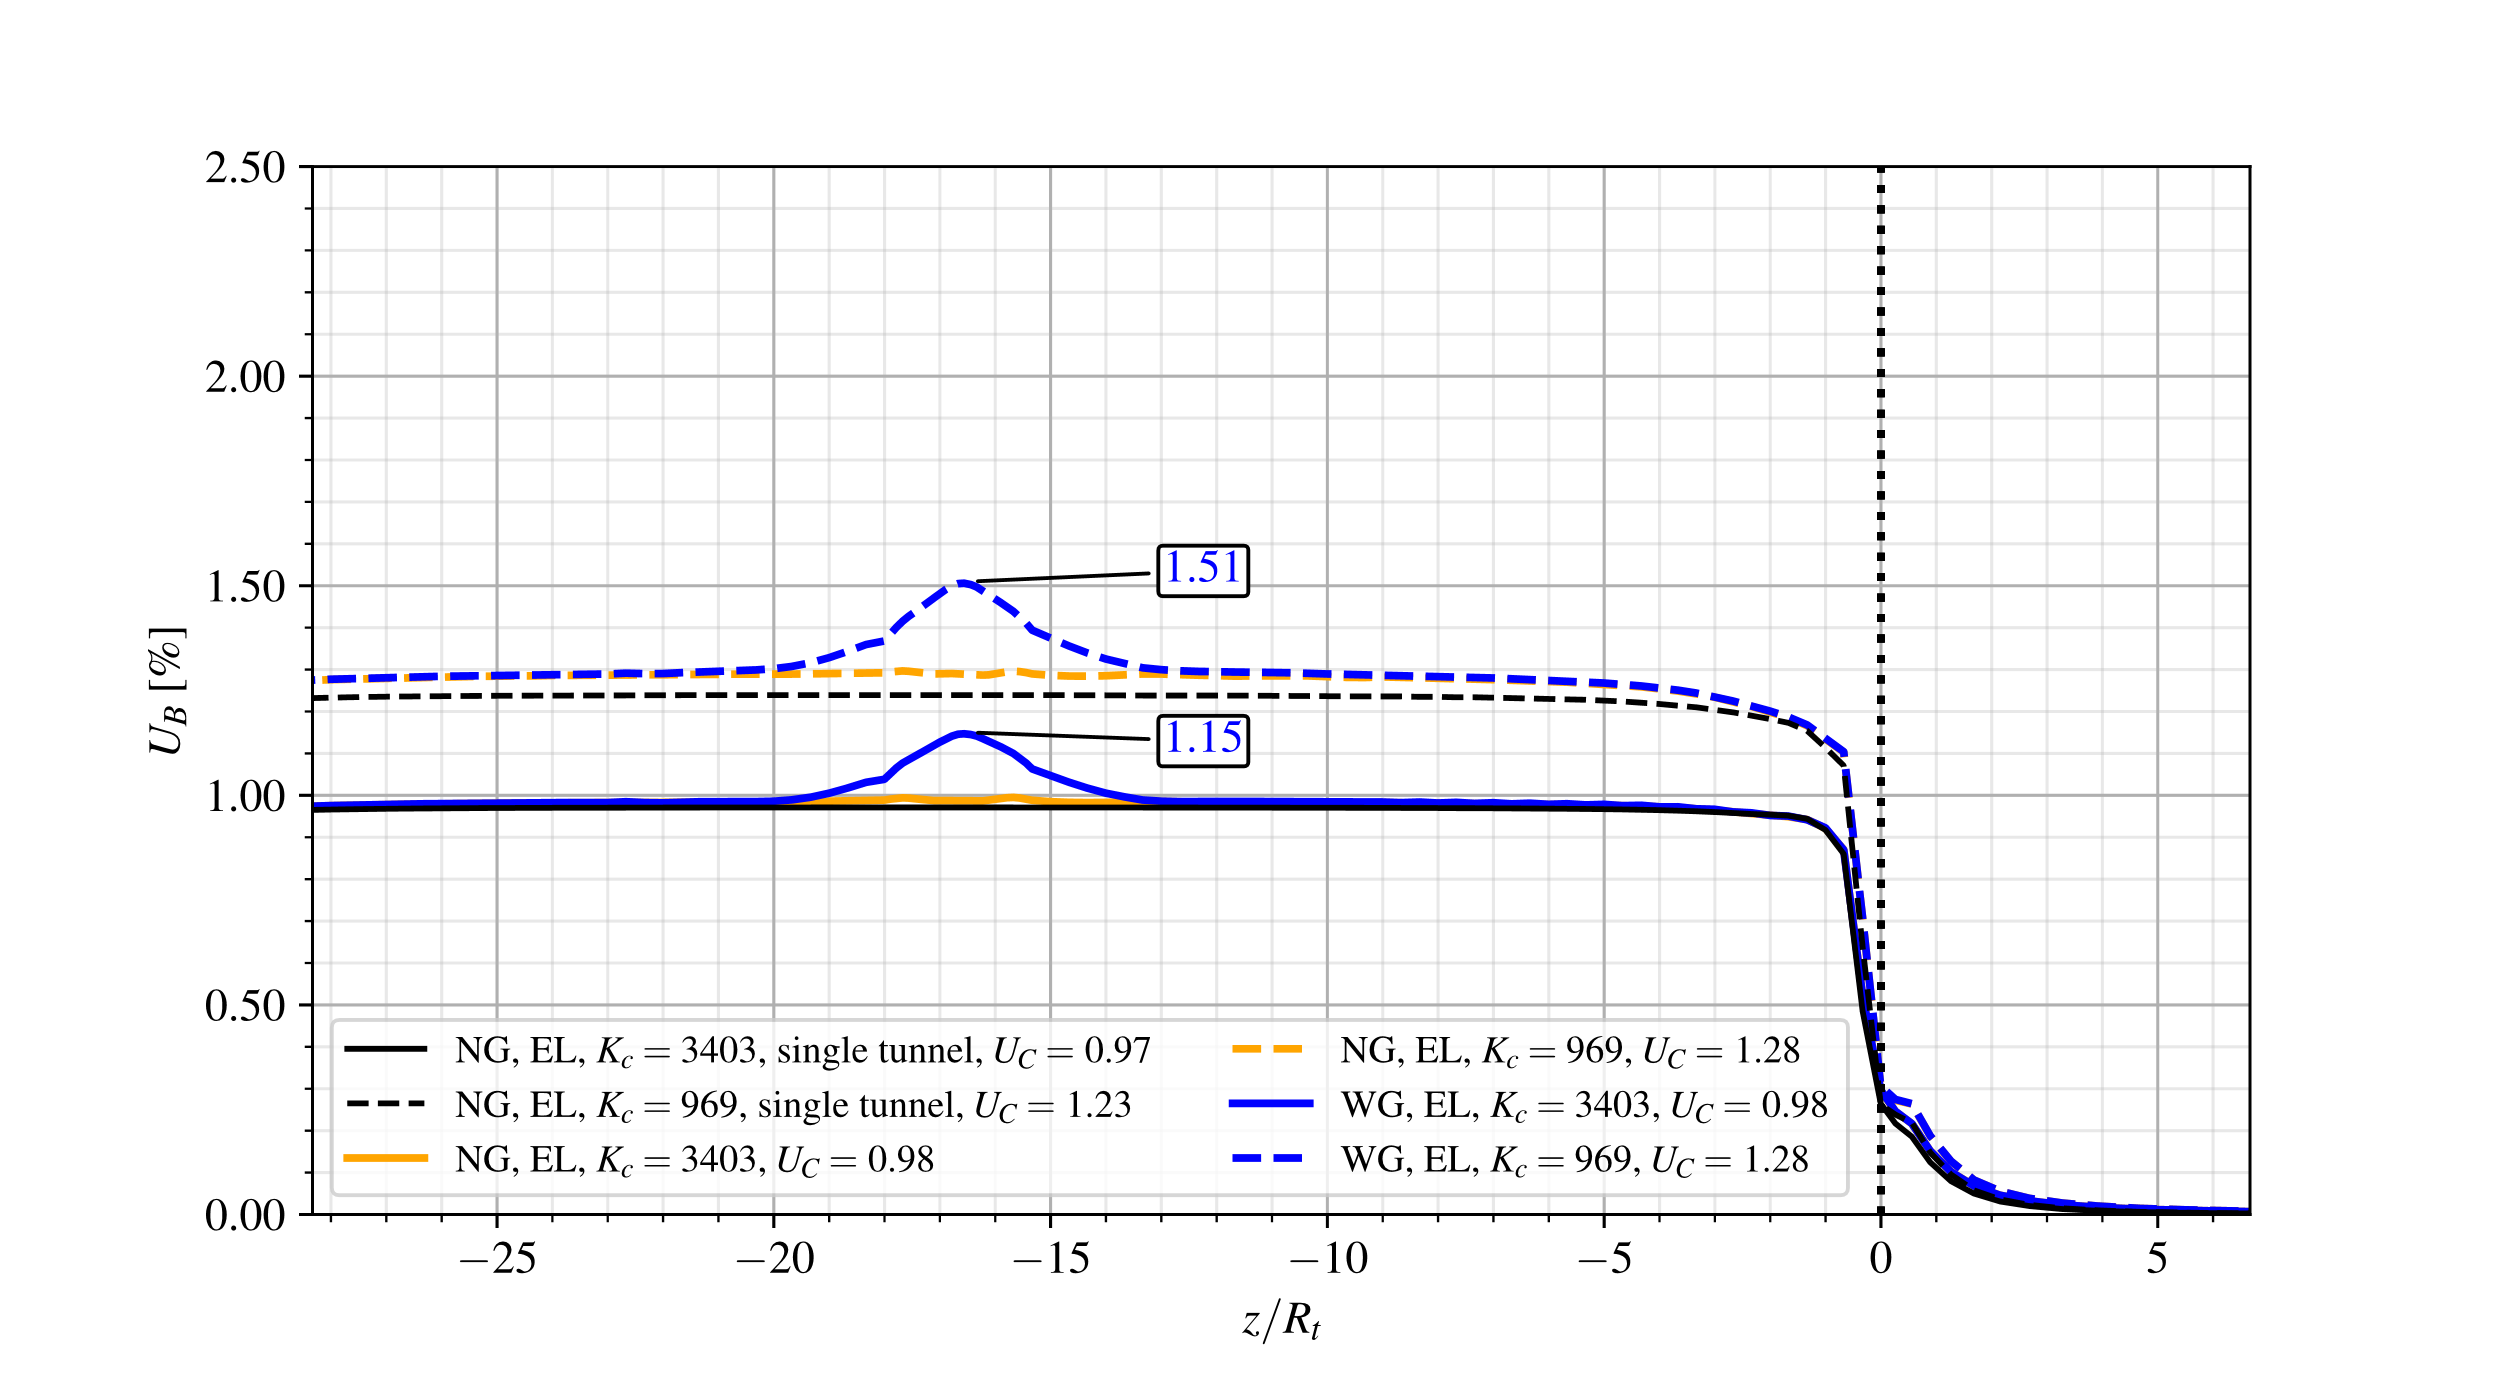 2.50
2.00
1.50
1.00
0.50
0.00
U_B [%]
1.51
1.15
NG, EL, K_c = 3403, single tunnel, U_C = 0.97
NG, EL, K_c = 969, single tunnel, U_C = 1.23
NG, EL, K_c = 3403, U_C = 0.98
NG, EL, K_c = 969, U_C = 1.28
WG, EL, K_c = 3403, U_C = 0.98
WG, EL, K_c = 969, U_C = 1.28
−25 −20 −15 −10 −5 0 5
z/R_t